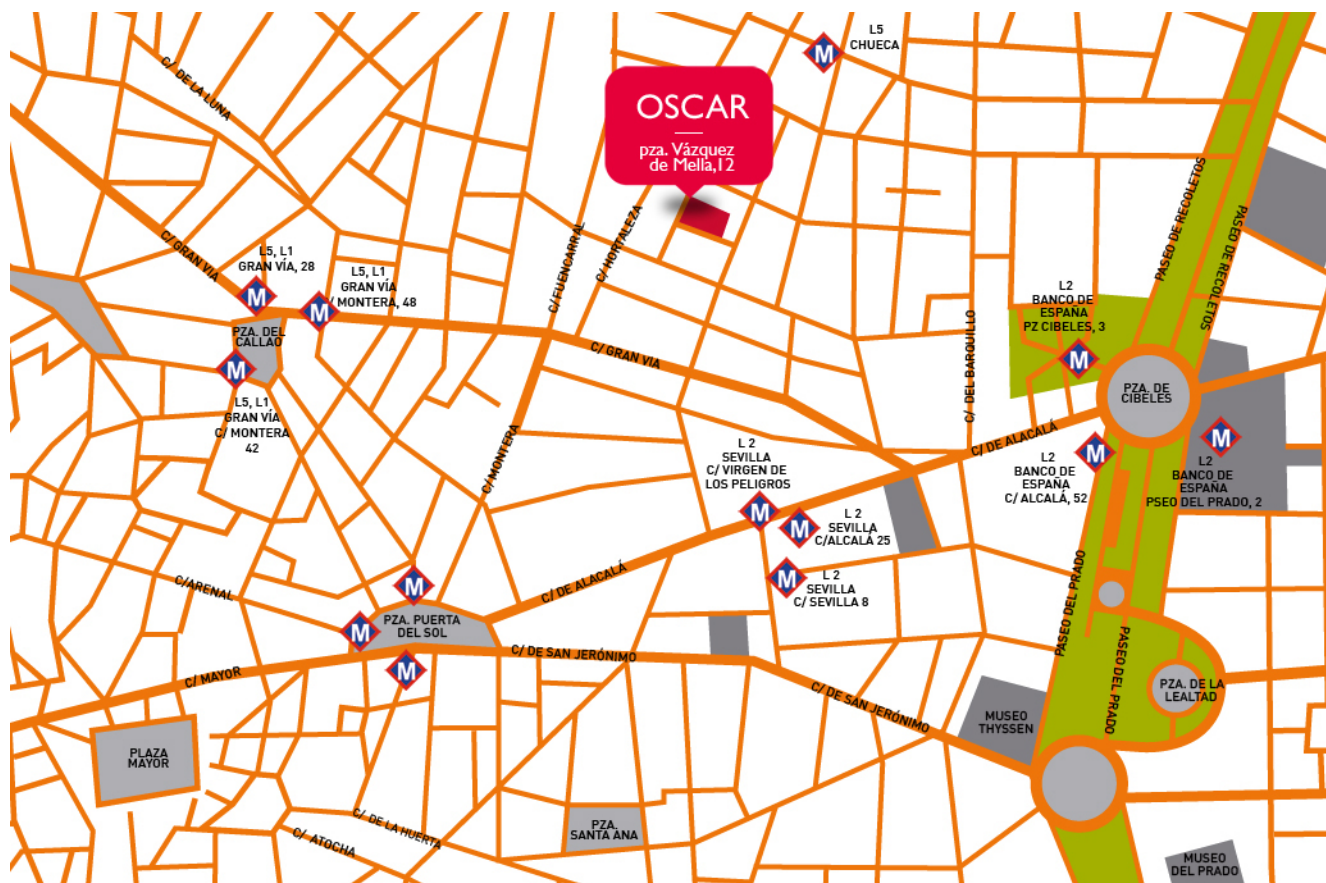 L5
CHUECA
C/ DE LA LUNA
OSCAR
pza. Vázquez
de Mella,12
C/ GRAN VIA
L5, L1
GRAN VÍA, 28
L5, L1
GRAN VÍA
/ MONTERA, 48
C/ FUENCARRAL
C/ HORTALEZA
PASEO DE RECOLETOS
PASEO DE RECOLETOS
M
M
M
PZA. DEL
CALLAO
M
L5, L1
GRAN VÍA
C/ MONTERA
42
C/ GRAN VIA
C/ DEL BARQUILLO
L2
BANCO DE
ESPAÑA
PZ CIBELES, 3
M
PZA. DE
CIBELES
C/ DE ALACALÁ
C/ MONTERA
L 2
SEVILLA
C/ VIRGEN DE
LOS PELIGROS
M
M
L 2
SEVILLA
C/ALCALÁ 25
M
L 2
SEVILLA
C/ SEVILLA 8
M
L2
BANCO DE
ESPAÑA
C/ ALCALÁ, 52
M
L2
BANCO DE
ESPAÑA
PSEO DEL PRADO, 2
C/ARENAL
M
M
M
PZA. PUERTA
DEL SOL
C/ DE ALACALÁ
C/ MAYOR
C/ DE SAN JERÓNIMO
C/ DE SAN JERÓNIMO
PASEO DEL PRADO
PASEO DEL PRADO
PZA. DE LA
LEALTAD
MUSEO
THYSSEN
PLAZA
MAYOR
C/ DE LA HUERTA
C/ ATOCHA
PZA.
SANTA ANA
MUSEO
DEL PRADO